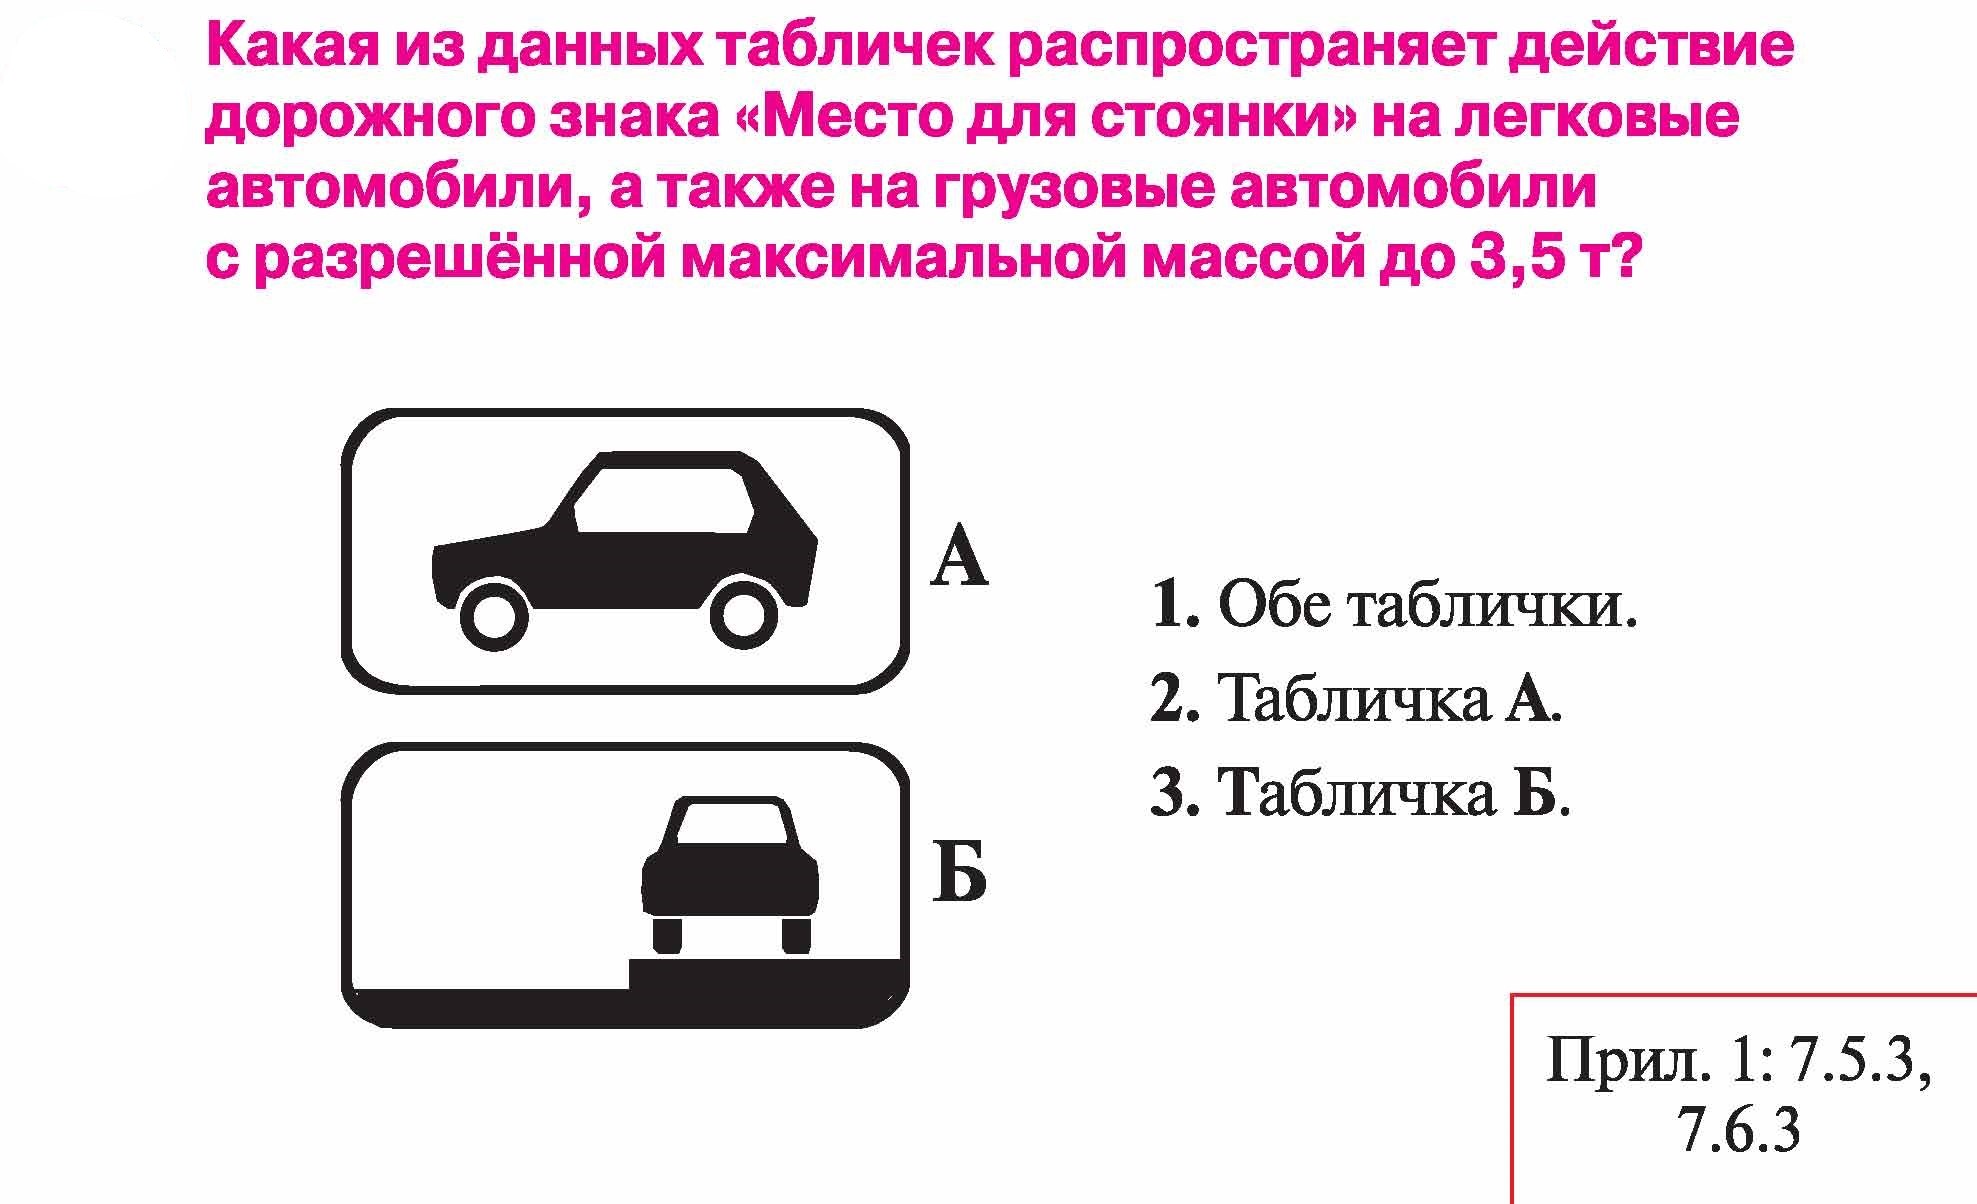 Какая из данных табличек распространяет действие
дорожного знака «Место для стоянки» на легковые
автомобили, а также на грузовые автомобили
с разрешённой максимальной массой до 3,5 т?
А
1. Обе таблички.
2. Табличка А.
3. Табличка Б.
Б
Прил. 1: 7.5.3,
7.6.3